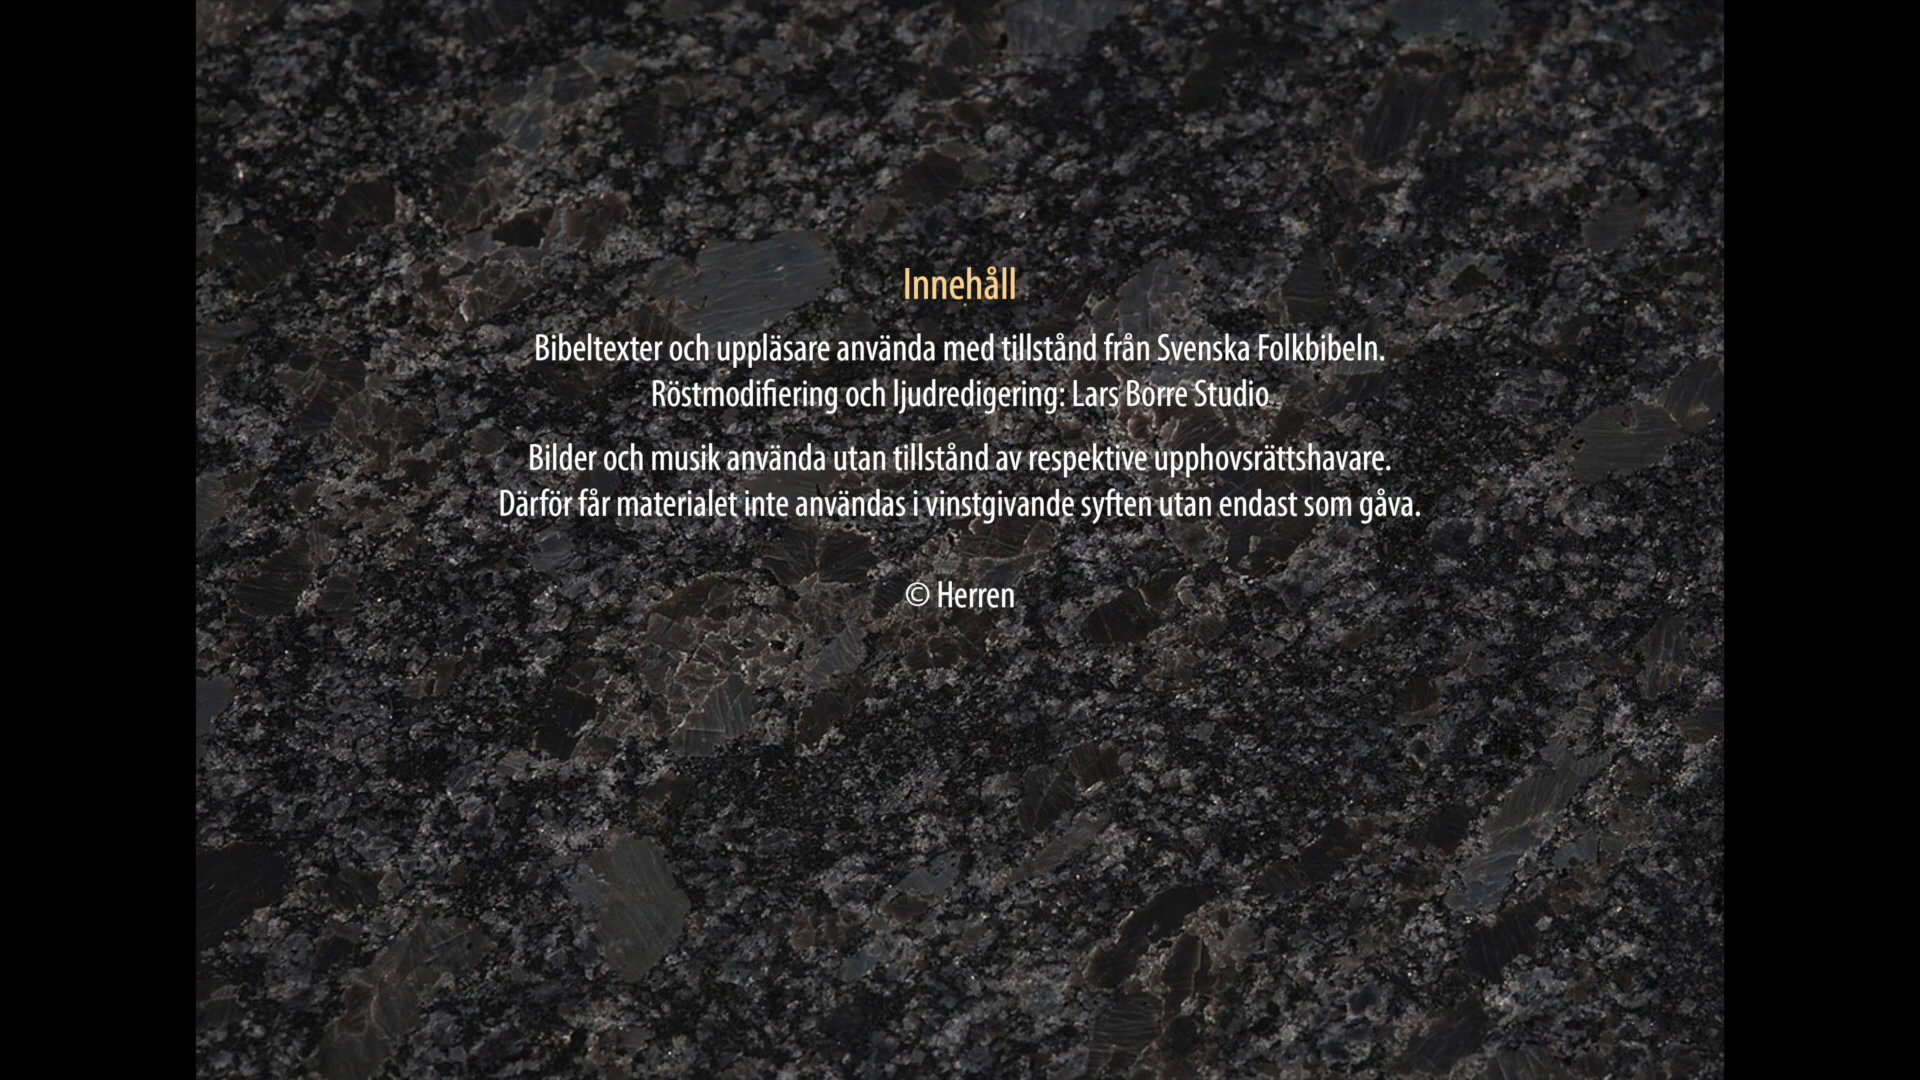 Innehåll
Bibeltexter och uppläsare använda med tillstånd från Svenska Folkbibeln.
Röstmodifiering och ljudredigering: Lars Borre Studio
Bilder och musik använda utan tillstånd av respektive upphovsrättshavare.
Därför får materialet inte användas i vinstgivande syften utan endast som gåva.
© Herren